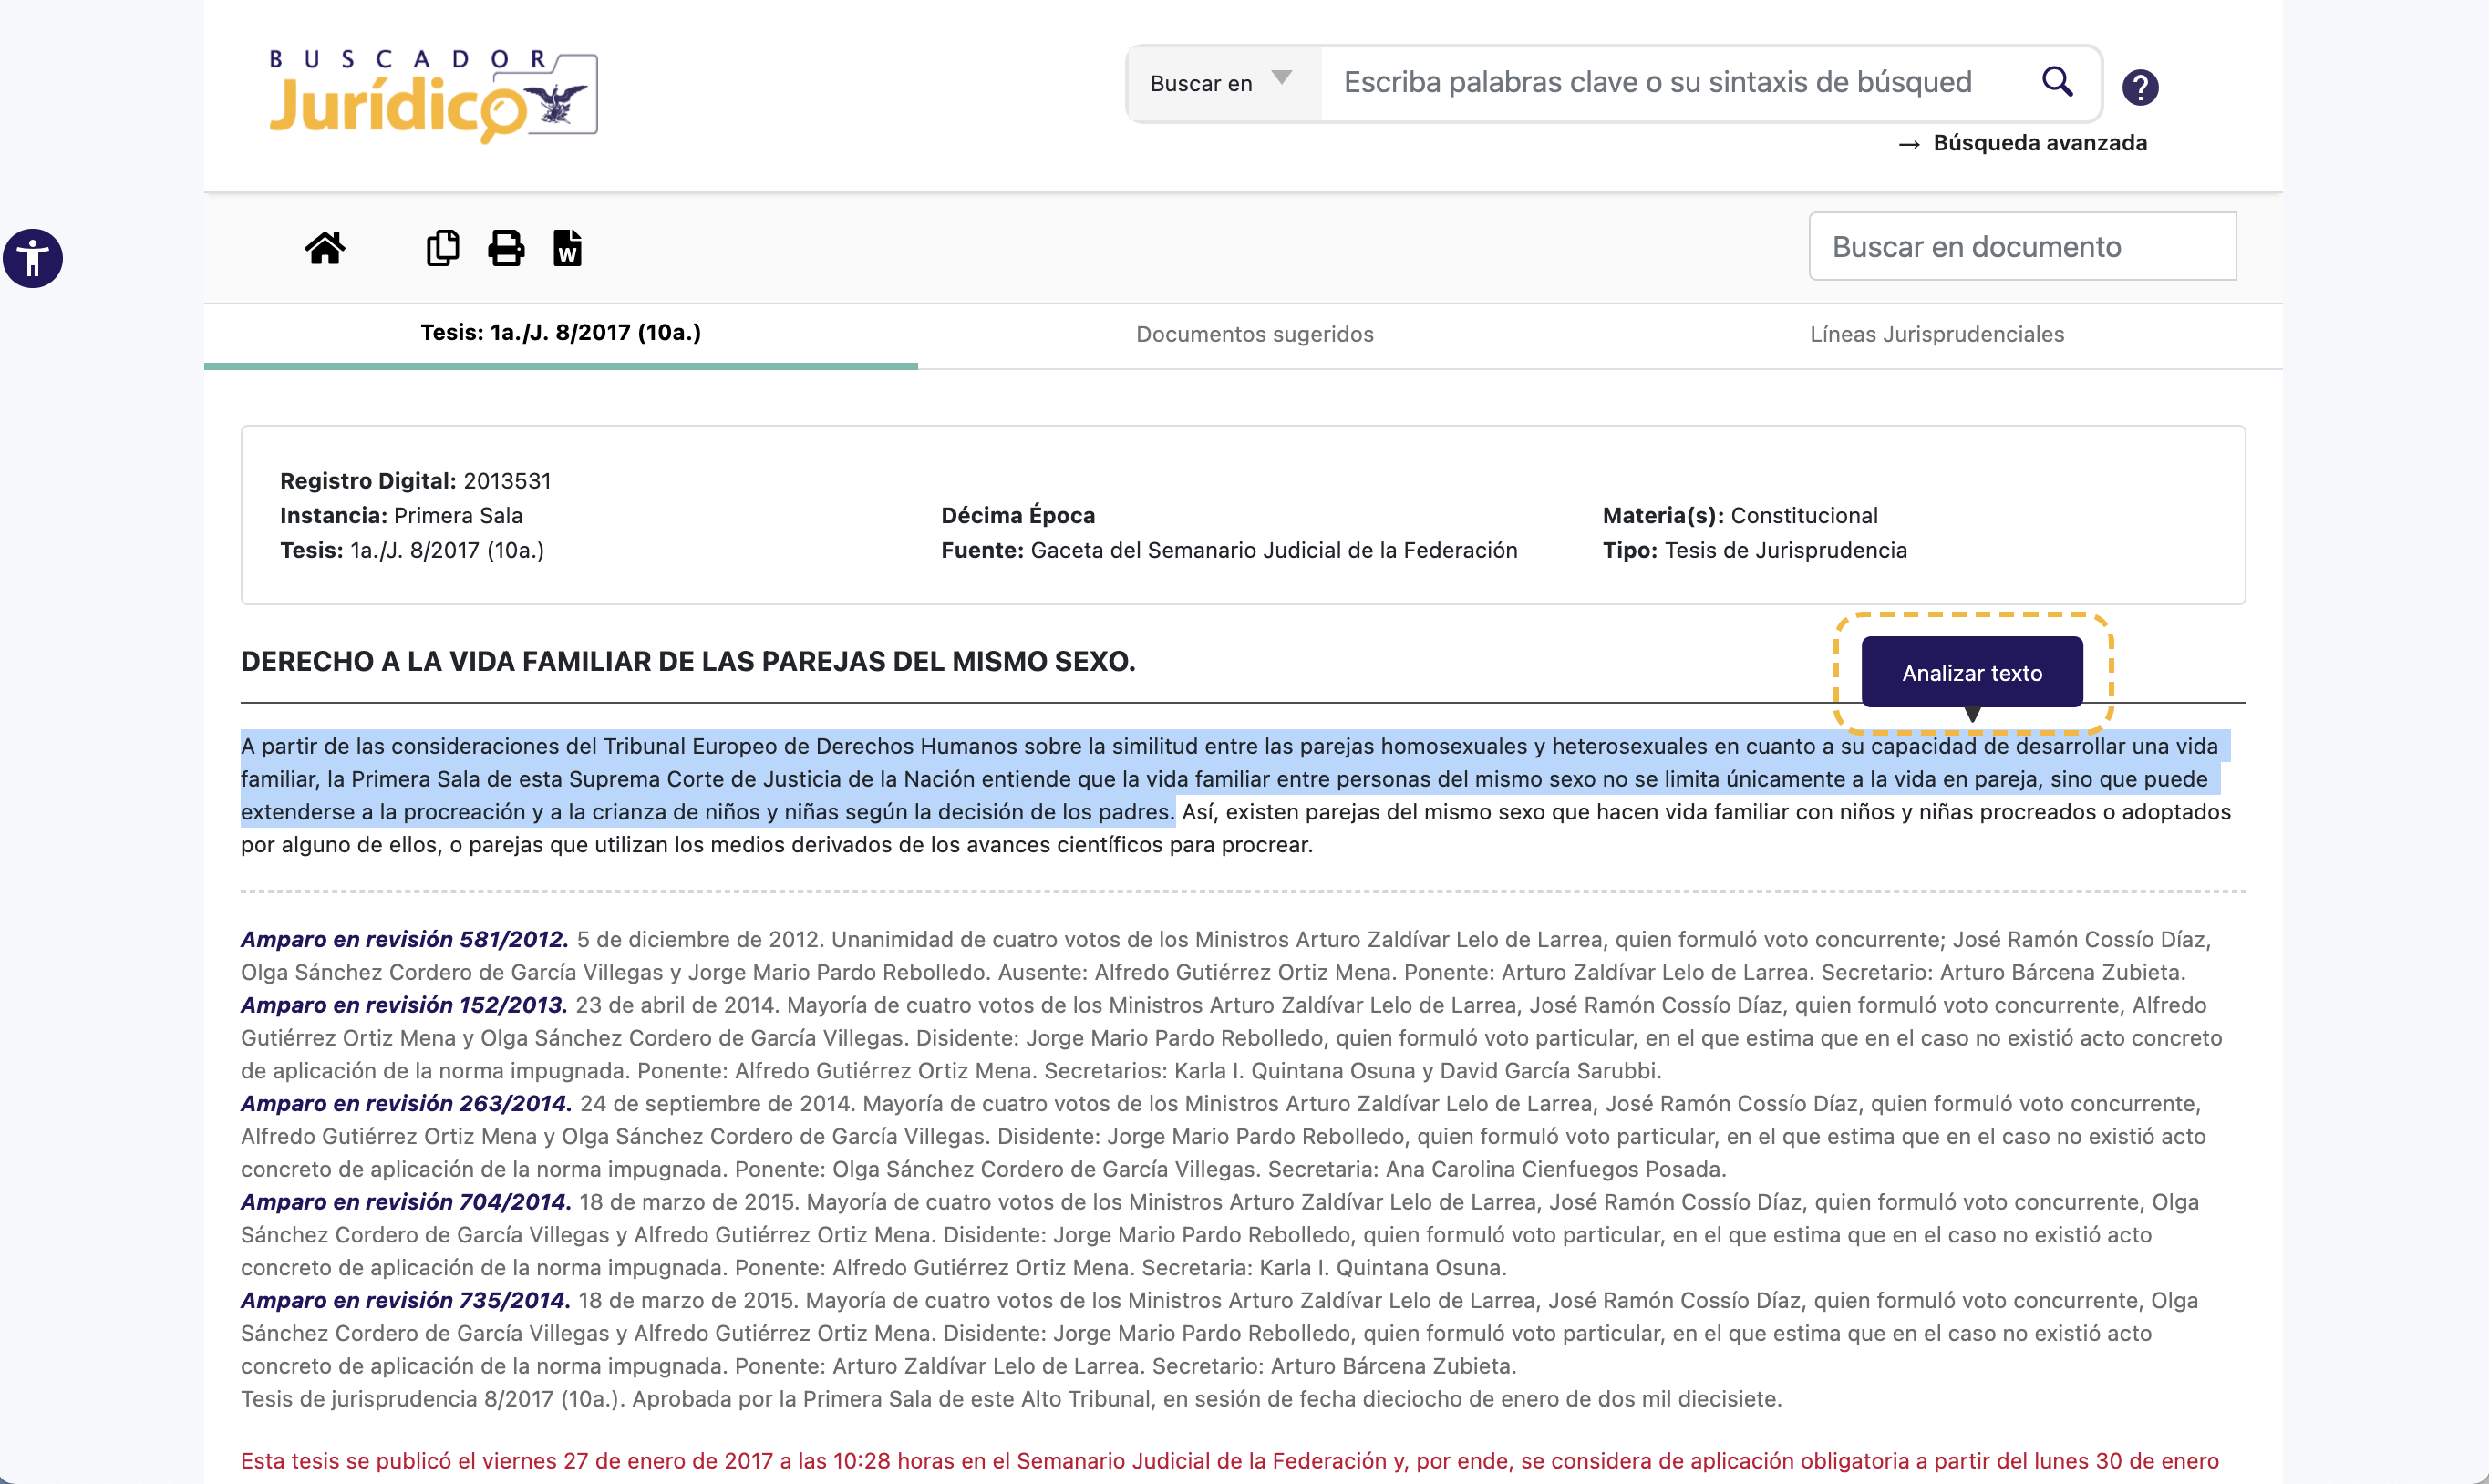 BUSCADOR
Jurídico
Buscar en
Escriba palabras clave o su sintaxis de búsqued
?
→ Búsqueda avanzada
W
Buscar en documento
Tesis: 1a./J. 8/2017 (10a.)
Documentos sugeridos
Líneas Jurisprudenciales
Registro Digital: 2013531
Instancia: Primera Sala
Décima Época
Materia(s): Constitucional
Tesis: 1a./J. 8/2017 (10a.)
Fuente: Gaceta del Semanario Judicial de la Federación
Tipo: Tesis de Jurisprudencia
DERECHO A LA VIDA FAMILIAR DE LAS PAREJAS DEL MISMO SEXO.
Analizar texto
A partir de las consideraciones del Tribunal Europeo de Derechos Humanos sobre la similitud entre las parejas homosexuales y heterosexuales en cuanto a su capacidad de desarrollar una vida
familiar, la Primera Sala de esta Suprema Corte de Justicia de la Nación entiende que la vida familiar entre personas del mismo sexo no se limita únicamente a la vida en pareja, sino que puede
extenderse a la procreación y a la crianza de niños y niñas según la decisión de los padres. Así, existen parejas del mismo sexo que hacen vida familiar con niños y niñas procreados o adoptados
por alguno de ellos, o parejas que utilizan los medios derivados de los avances científicos para procrear.
Amparo en revisión 581/2012. 5 de diciembre de 2012. Unanimidad de cuatro votos de los Ministros Arturo Zaldívar Lelo de Larrea, quien formuló voto concurrente; José Ramón Cossío Díaz,
Olga Sánchez Cordero de García Villegas y Jorge Mario Pardo Rebolledo. Ausente: Alfredo Gutiérrez Ortiz Mena. Ponente: Arturo Zaldívar Lelo de Larrea. Secretario: Arturo Bárcena Zubieta.
Amparo en revisión 152/2013. 23 de abril de 2014. Mayoría de cuatro votos de los Ministros Arturo Zaldívar Lelo de Larrea, José Ramón Cossío Díaz, quien formuló voto concurrente, Alfredo
Gutiérrez Ortiz Mena y Olga Sánchez Cordero de García Villegas. Disidente: Jorge Mario Pardo Rebolledo, quien formuló voto particular, en el que estima que en el caso no existió acto concreto
de aplicación de la norma impugnada. Ponente: Alfredo Gutiérrez Ortiz Mena. Secretarios: Karla I. Quintana Osuna y David García Sarubbi.
Amparo en revisión 263/2014. 24 de septiembre de 2014. Mayoría de cuatro votos de los Ministros Arturo Zaldívar Lelo de Larrea, José Ramón Cossío Díaz, quien formuló voto concurrente,
Alfredo Gutiérrez Ortiz Mena y Olga Sánchez Cordero de García Villegas. Disidente: Jorge Mario Pardo Rebolledo, quien formuló voto particular, en el que estima que en el caso no existió acto
concreto de aplicación de la norma impugnada. Ponente: Olga Sánchez Cordero de García Villegas. Secretaria: Ana Carolina Cienfuegos Posada.
Amparo en revisión 704/2014. 18 de marzo de 2015. Mayoría de cuatro votos de los Ministros Arturo Zaldívar Lelo de Larrea, José Ramón Cossío Díaz, quien formuló voto concurrente, Olga
Sánchez Cordero de García Villegas y Alfredo Gutiérrez Ortiz Mena. Disidente: Jorge Mario Pardo Rebolledo, quien formuló voto particular, en el que estima que en el caso no existió acto
concreto de aplicación de la norma impugnada. Ponente: Alfredo Gutiérrez Ortiz Mena. Secretaria: Karla I. Quintana Osuna.
Amparo en revisión 735/2014. 18 de marzo de 2015. Mayoría de cuatro votos de los Ministros Arturo Zaldívar Lelo de Larrea, José Ramón Cossío Díaz, quien formuló voto concurrente, Olga
Sánchez Cordero de García Villegas y Alfredo Gutiérrez Ortiz Mena. Disidente: Jorge Mario Pardo Rebolledo, quien formuló voto particular, en el que estima que en el caso no existió acto
concreto de aplicación de la norma impugnada. Ponente: Arturo Zaldívar Lelo de Larrea. Secretario: Arturo Bárcena Zubieta.
Tesis de jurisprudencia 8/2017 (10a.). Aprobada por la Primera Sala de este Alto Tribunal, en sesión de fecha dieciocho de enero de dos mil diecisiete.
Esta tesis se publicó el viernes 27 de enero de 2017 a las 10:28 horas en el Semanario Judicial de la Federación y, por ende, se considera de aplicación obligatoria a partir del lunes 30 de enero